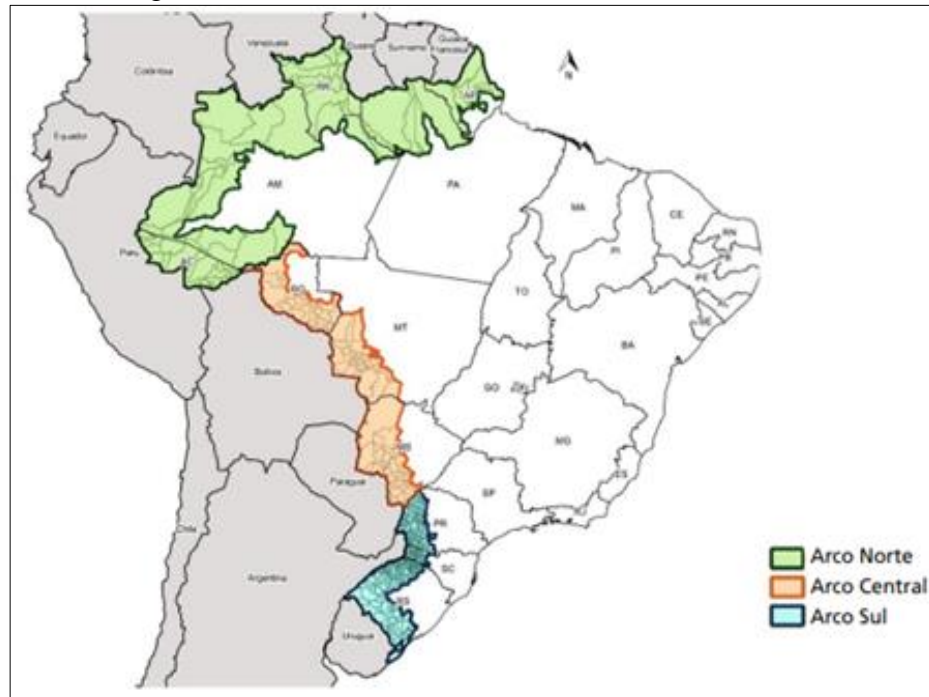 Venezuela
Guiana
Suriname
Guiana
Francesa
N
Colômbia
RR
AP
Equador
AM
PA
MA
CE
RN
PB
PI
PE
AL
SE
Peru
AC
RO
TO
MT
BA
Bolívia
GO
DF
MG
MS
ES
Paraguai
SP
RJ
Chile
PR
SC
Argentina
RS
Uruguai
Arco Norte
Arco Central
Arco Sul